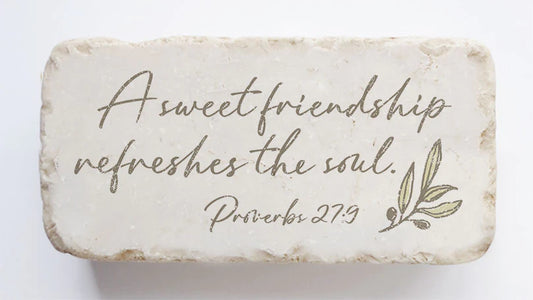 A sweet friendship
refreshes the soul.
Proverbs 27:9